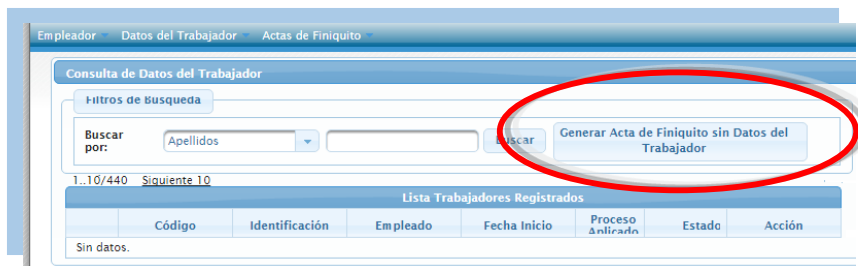 Empleador Datos del Trabajador Actas de Finiquito
Consulta de Datos del Trabajador
Filtros de Busqueda
Buscar por:
Apellidos
Buscar
Generar Acta de Finiquito sin Datos del
Trabajador
1..10/440 Siguiente 10
Lista Trabajadores Registrados
Código Identificación Empleado Fecha Inicio Proceso Aplicado Estado Acción
Sin datos.